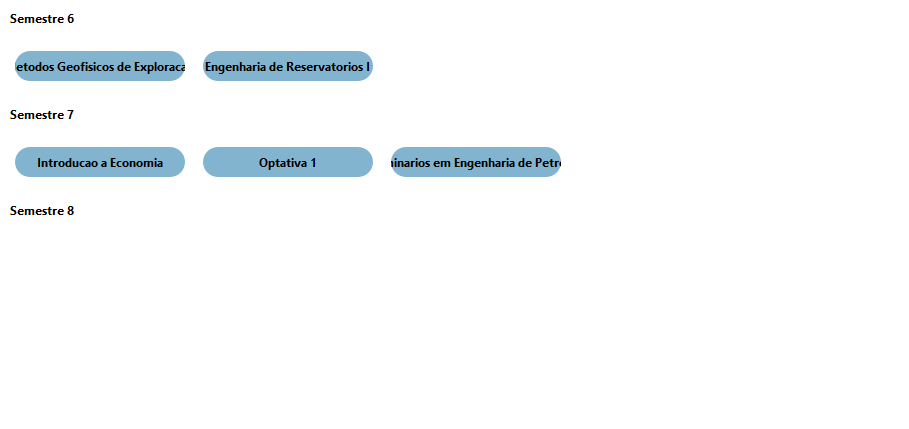 Semestre 6
etodos Geofisicos de Exploraca
Engenharia de Reservatorios I
Semestre 7
Introducao a Economia
Optativa 1
inarios em Engenharia de Petr
Semestre 8